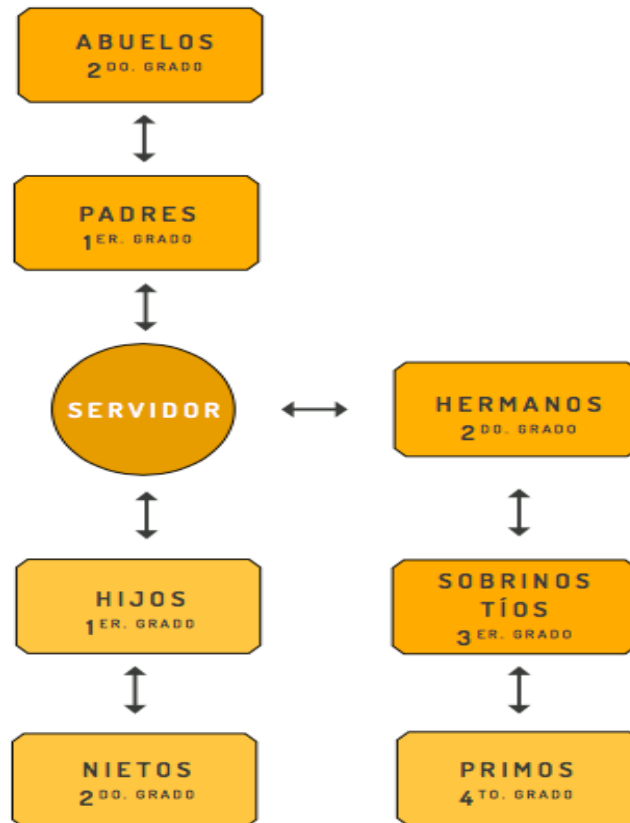 ABUELOS
2DO. GRADO
PADRES
1ER. GRADO
SERVIDOR
HERMANOS
2DO. GRADO
HIJOS
1ER. GRADO
SOBRINOS
TÍOS
3ER. GRADO
NIETOS
2DO. GRADO
PRIMOS
4TO. GRADO